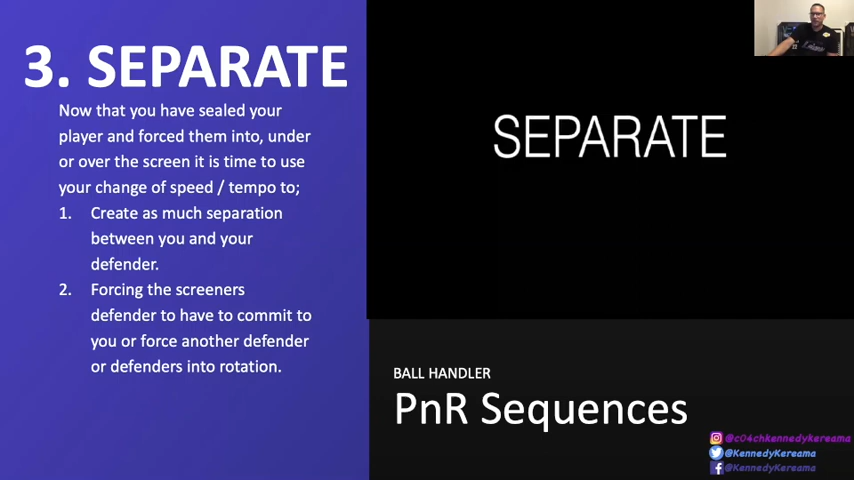 3. SEPARATE
Now that you have sealed your
player and forced them into, under
or over the screen it is time to use
your change of speed / tempo to;
1. Create as much separation
between you and your
defender.
2. Forcing the screeners
defender to have to commit to
you or force another defender
or defenders into rotation.
SEPARATE
BALL HANDLER
PnR Sequences
@c04chkennedykereama
@KennedyKereama
@KennedyKereama